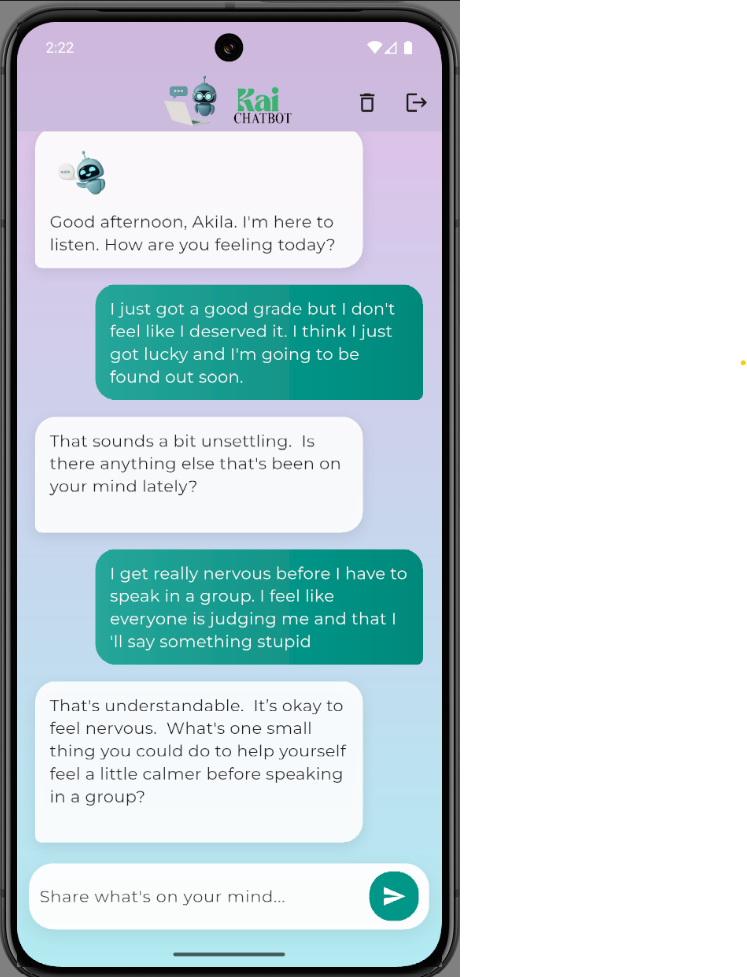 2:22
Kai
CHATBOT
Good afternoon, Akila. I'm here to
listen. How are you feeling today?
I just got a good grade but I don't
feel like I deserved it. I think I just
got lucky and I'm going to be
found out soon.
That sounds a bit unsettling.  Is
there anything else that's been on
your mind lately?
I get really nervous before I have to
speak in a group. I feel like
everyone is judging me and that I
'll say something stupid
That's understandable.  It’s okay to
feel nervous.  What's one small
thing you could do to help yourself
feel a little calmer before speaking
in a group?
Share what's on your mind...